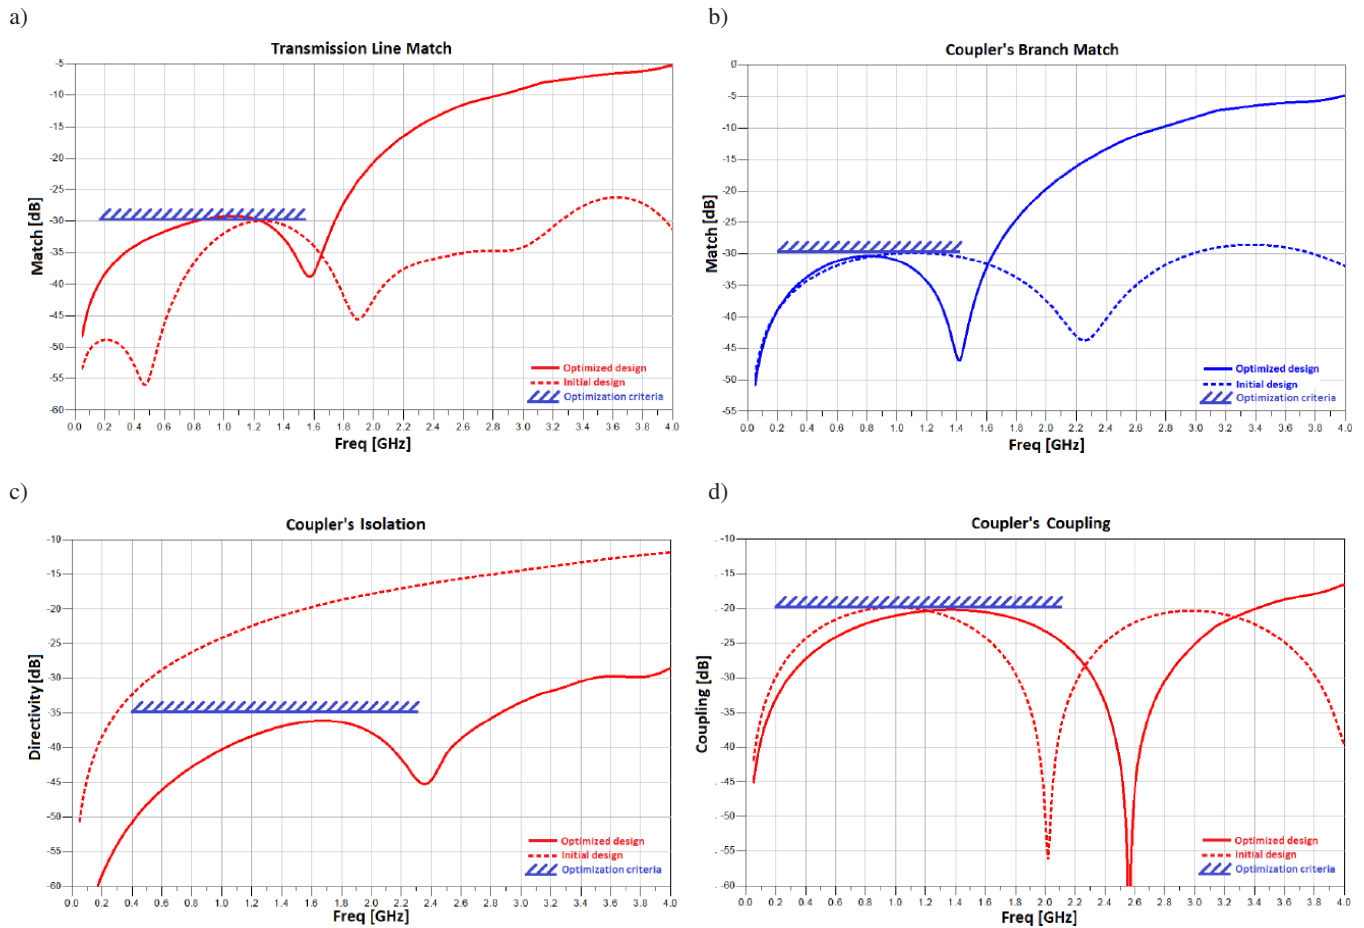 a)
Transmission Line Match
-5
-10
-15
-20
-25
-30
-35
-40
-45
-50
-55
-60
Match [dB]
0.0 0.2 0.4 0.6 0.8 1.0 1.2 1.4 1.6 1.8 2.0 2.2 2.4 2.6 2.8 3.0 3.2 3.4 3.6 3.8 4.0
Freq [GHz]
Optimized design
Initial design
Optimization criteria
b)
Coupler's Branch Match
0
-5
-10
-15
-20
-25
-30
-35
-40
-45
-50
-55
Match [dB]
0.0 0.2 0.4 0.6 0.8 1.0 1.2 1.4 1.6 1.8 2.0 2.2 2.4 2.6 2.8 3.0 3.2 3.4 3.6 3.8 4.0
Freq [GHz]
Optimized design
Initial design
Optimization criteria
c)
Coupler's Isolation
-10
-15
-20
-25
-30
-35
-40
-45
-50
-55
-60
Directivity [dB]
0.0 0.2 0.4 0.6 0.8 1.0 1.2 1.4 1.6 1.8 2.0 2.2 2.4 2.6 2.8 3.0 3.2 3.4 3.6 3.8 4.0
Freq [GHz]
Optimized design
Initial design
Optimization criteria
d)
Coupler's Coupling
-10
-15
-20
-25
-30
-35
-40
-45
-50
-55
-60
Coupling [dB]
0.0 0.2 0.4 0.6 0.8 1.0 1.2 1.4 1.6 1.8 2.0 2.2 2.4 2.6 2.8 3.0 3.2 3.4 3.6 3.8 4.0
Freq [GHz]
Optimized design
Initial design
Optimization criteria